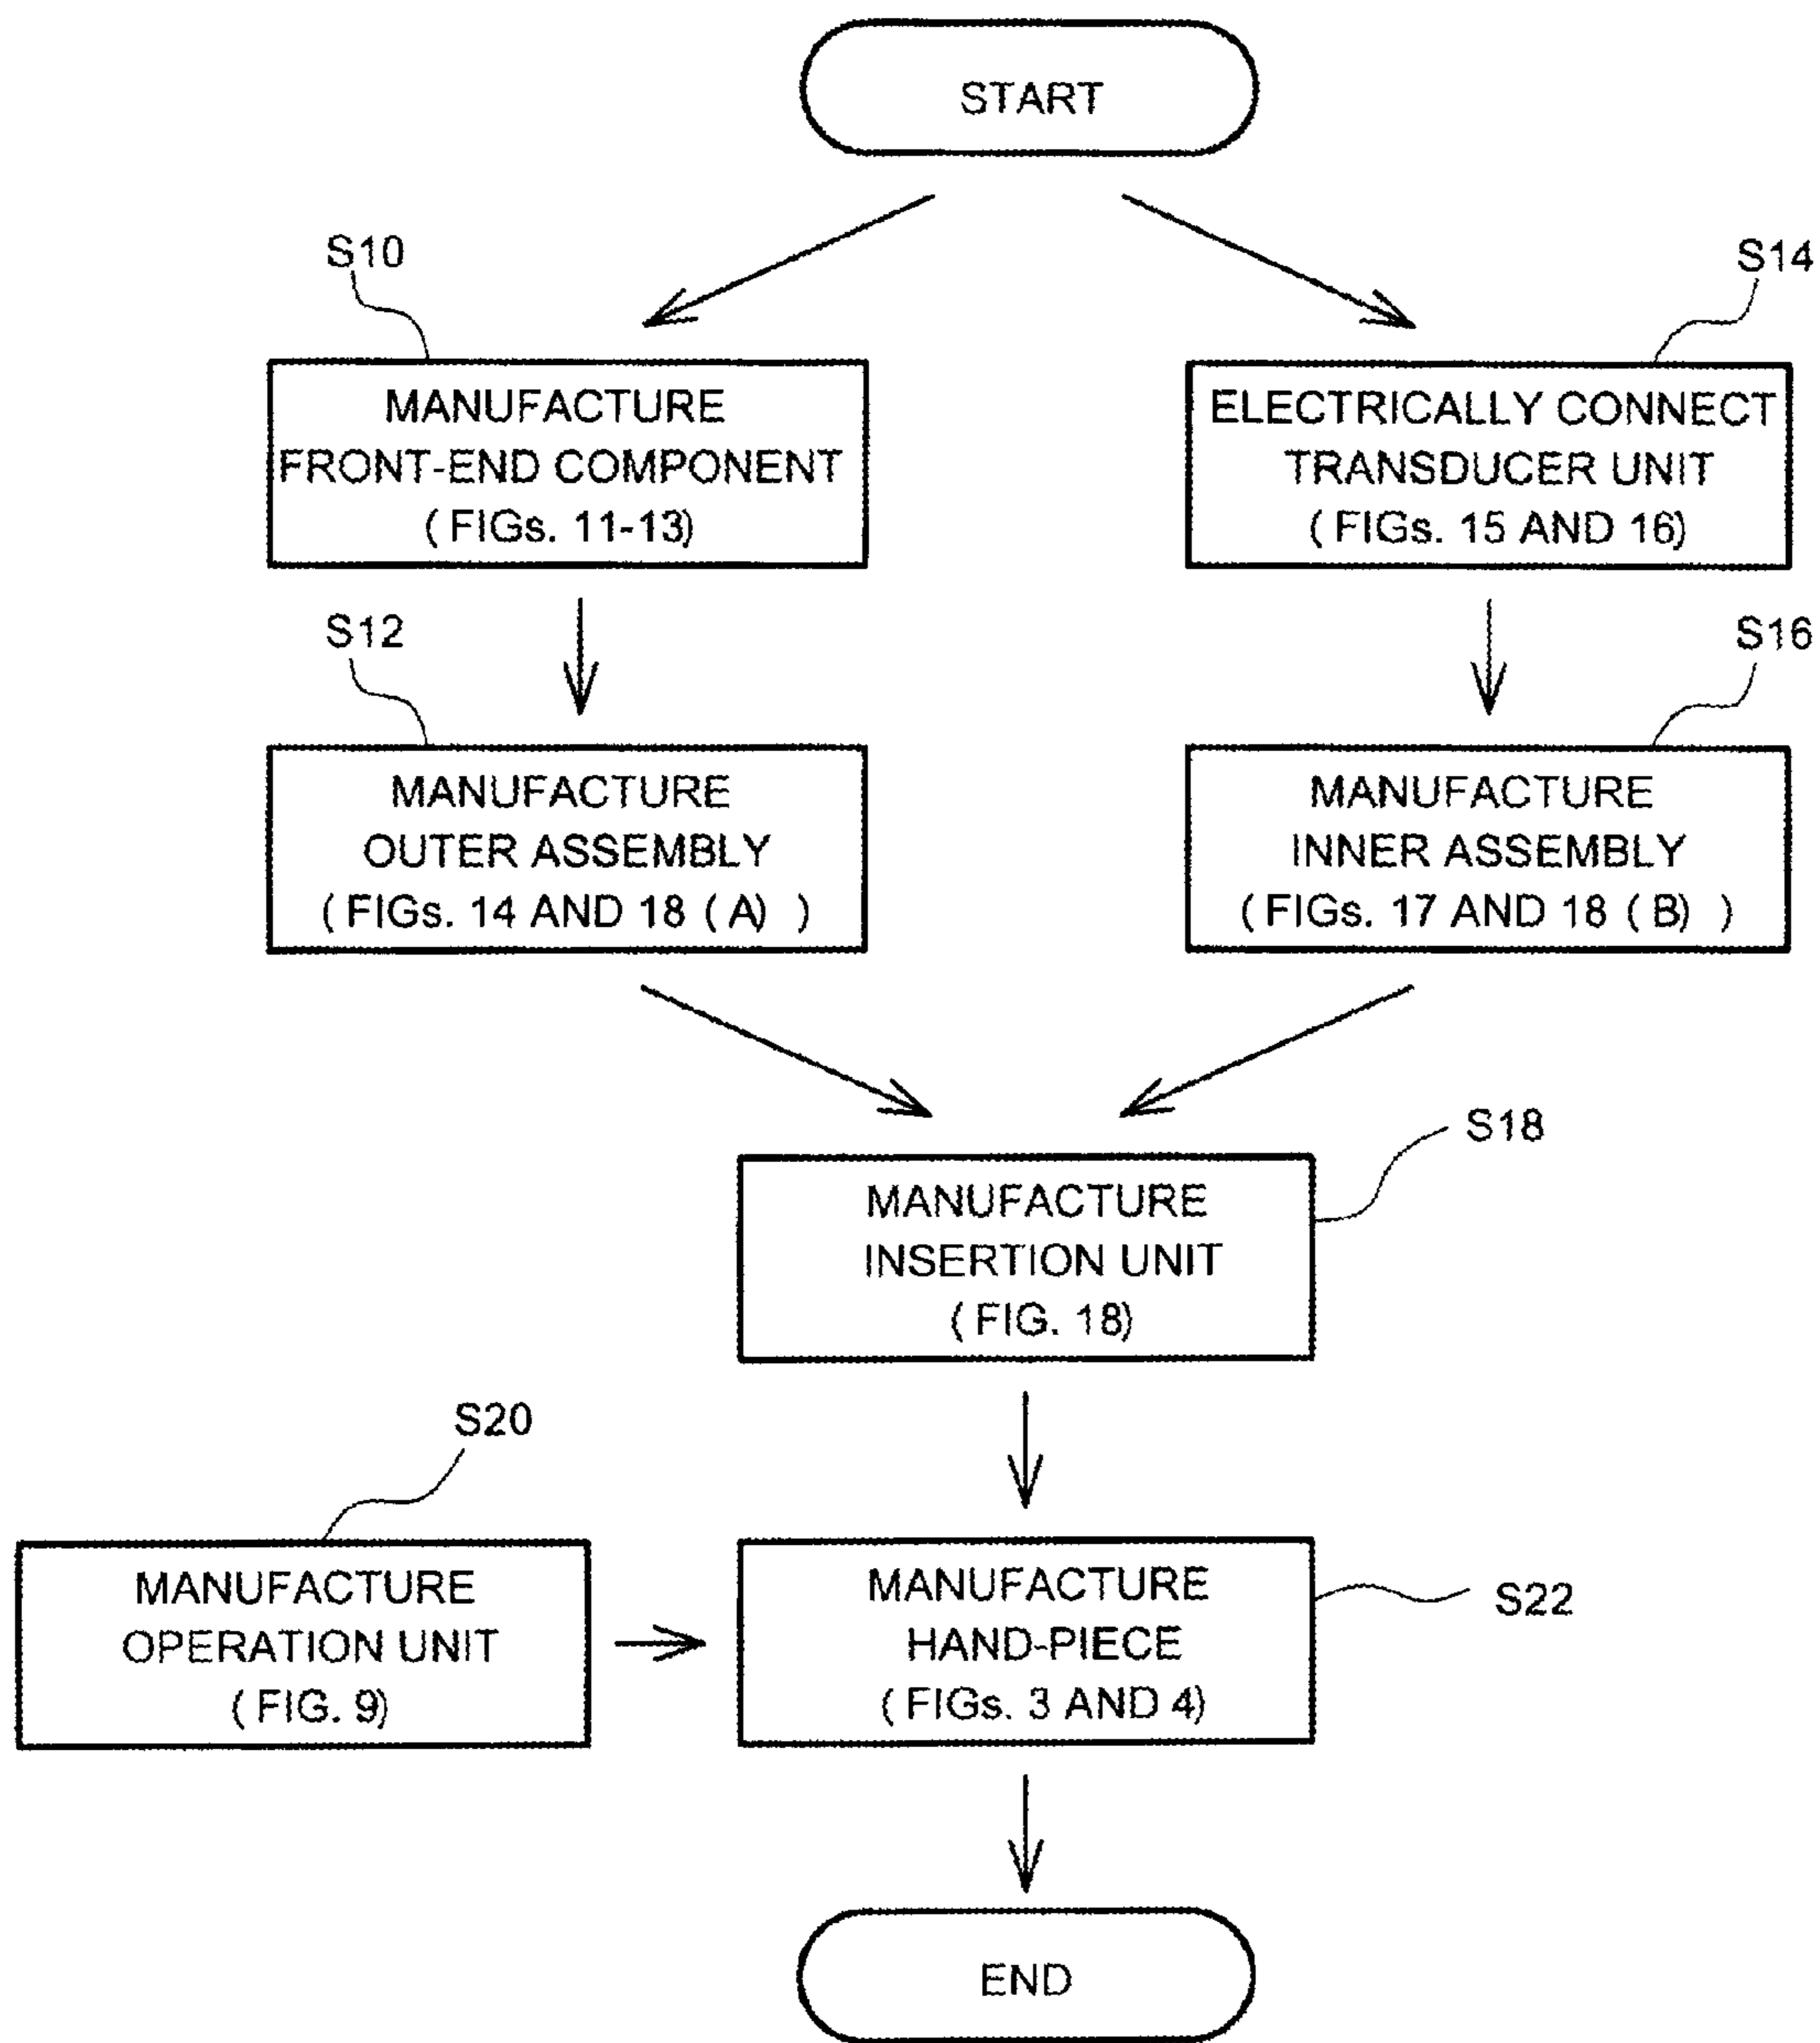 START
S10
MANUFACTURE
FRONT-END COMPONENT
(FIGs. 11-13)
S14
ELECTRICALLY CONNECT
TRANSDUCER UNIT
(FIGs. 15 AND 16)
S12
MANUFACTURE
OUTER ASSEMBLY
(FIGs. 14 AND 18 (A) )
S16
MANUFACTURE
INNER ASSEMBLY
(FIGs. 17 AND 18 (B) )
S18
MANUFACTURE
INSERTION UNIT
(FIG. 18)
S20
MANUFACTURE
OPERATION UNIT
(FIG. 9)
S22
MANUFACTURE
HAND-PIECE
(FIGs. 3 AND 4)
END